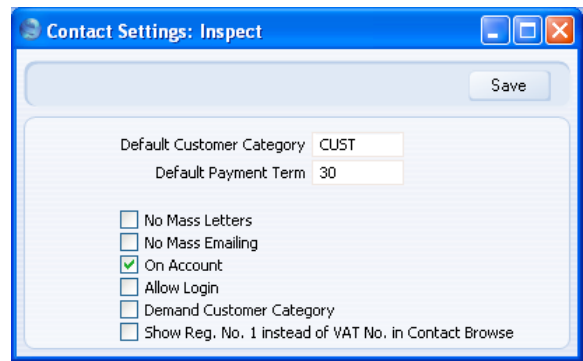 Contact Settings: Inspect
Save
Default Customer Category CUST
Default Payment Term 30
No Mass Letters
No Mass Emailing
On Account
Allow Login
Demand Customer Category
Show Reg. No. 1 instead of VAT No. in Contact Browse